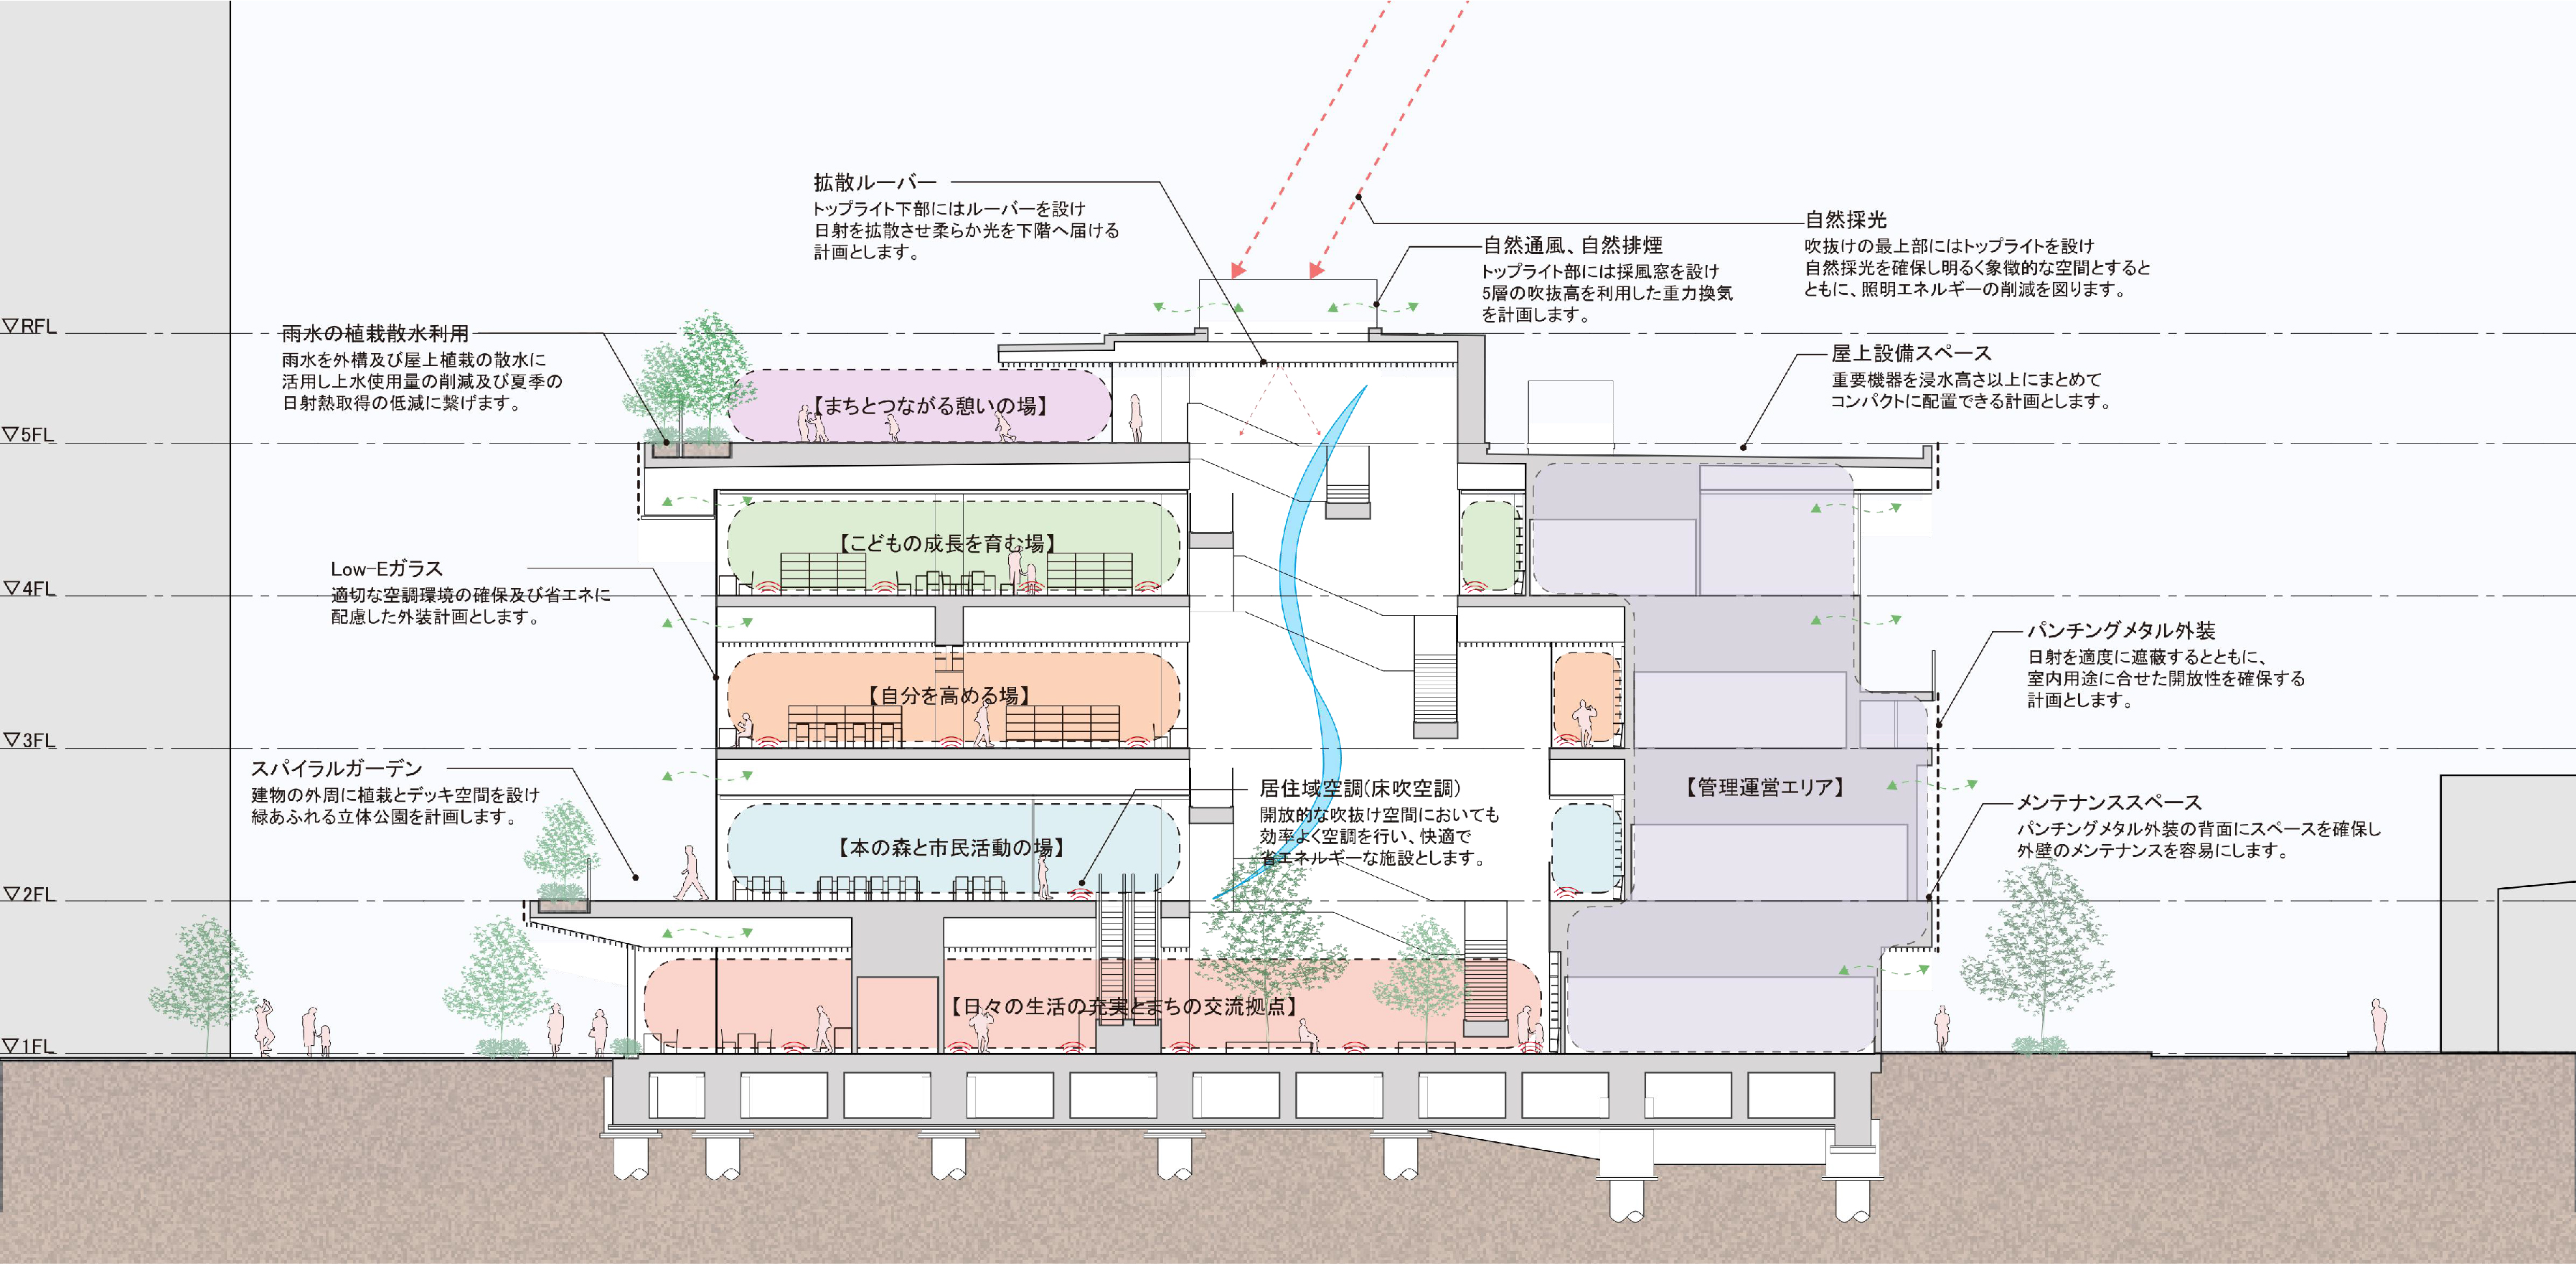 拡散ルーバー
トップライト下部にはルーバーを設け
日射を拡散させ柔らか光を下階へ届ける
計画とします。
自然採光
吹抜けの最上部にはトップライトを設け
自然採光を確保し明るく象徴的な空間とすると
ともに、照明エネルギーの削減を図ります。
自然通風、自然排煙
トップライト部には採風窓を設け
5層の吹抜高を利用した重力換気
を計画します。
▽RFL
雨水の植栽散水利用
雨水を外構及び屋上植栽の散水に
活用し上水使用量の削減及び夏季の
日射熱取得の低減に繋げます。
屋上設備スペース
重要機器を浸水高さ以上にまとめて
コンパクトに配置できる計画とします。
【まちとつながる憩いの場】
▽5FL
【こどもの成長を育む場】
Low-Eガラス
適切な空調環境の確保及び省エネに
配慮した外装計画とします。
▽4FL
パンチングメタル外装
日射を適度に遮蔽するとともに、
室内用途に合せた開放性を確保する
計画とします。
【自分を高める場】
▽3FL
スパイラルガーデン
建物の外周に植栽とデッキ空間を設け
緑あふれる立体公園を計画します。
居住域空調(床吹空調)
開放的な吹抜け空間においても
効率よく空調を行い、快適で
省エネルギーな施設とします。
【管理運営エリア】
メンテナンススペース
パンチングメタル外装の背面にスペースを確保し
外壁のメンテナンスを容易にします。
【本の森と市民活動の場】
▽2FL
【日々の生活の充実とまちの交流拠点】
▽1FL